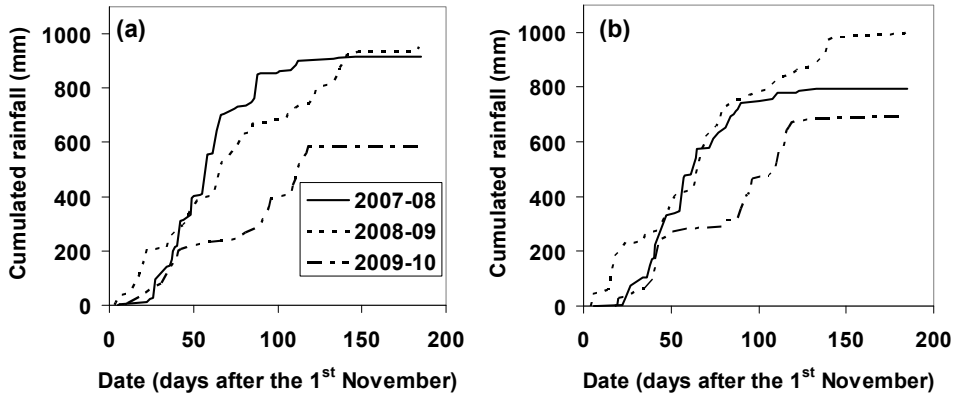 (a)
Cumulated rainfall (mm)
1000
800
600
400
200
0
2007-08
2008-09
2009-10
0 50 100 150 200
Date (days after the 1st November)
(b)
Cumulated rainfall (mm)
1000
800
600
400
200
0
0 50 100 150 200
Date (days after the 1st November)